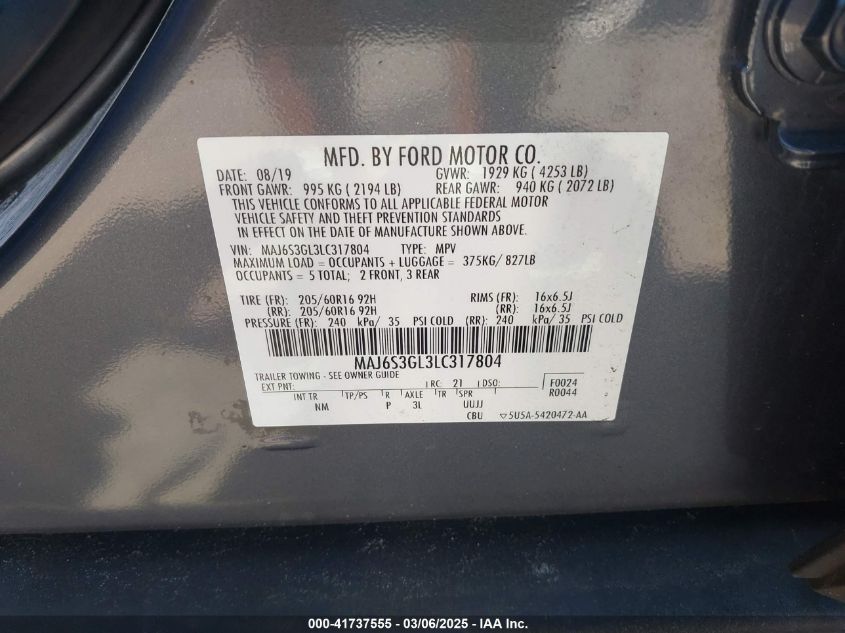 MFD. BY FORD MOTOR CO.
DATE: 08/19 GVWR: 1929 KG ( 4253 LB)
FRONT GAWR: 995 KG ( 2194 LB) REAR GAWR: 940 KG ( 2072 LB)
THIS VEHICLE CONFORMS TO ALL APPLICABLE FEDERAL MOTOR
VEHICLE SAFETY AND THEFT PREVENTION STANDARDS
IN EFFECT ON THE DATE OF MANUFACTURE SHOWN ABOVE.
VIN: MAJ6S3GL3LC317804 TYPE: MPV
MAXIMUM LOAD = OCCUPANTS + LUGGAGE = 375KG/ 827LB
OCCUPANTS = 5 TOTAL; 2 FRONT, 3 REAR
TIRE (FR): 205/60R16 92H RIMS (FR): 16x6.5J
(RR): 205/60R16 92H (RR): 16x6.5J
PRESSURE (FR): 240 kPa/ 35 PSI COLD (RR): 240 kPa/ 35 PSI COLD
MAJ6S3GL3LC317804
TRAILER TOWING - SEE OWNER GUIDE
EXT PNT: RC: 21 DSO: F0024
INT TR TP/PS R AXLE TR SPR R0044
NM P 3L UUJJ
CBU ▽5U5A-5420472-AA
000-41737555 - 03/06/2025 - IAA Inc.